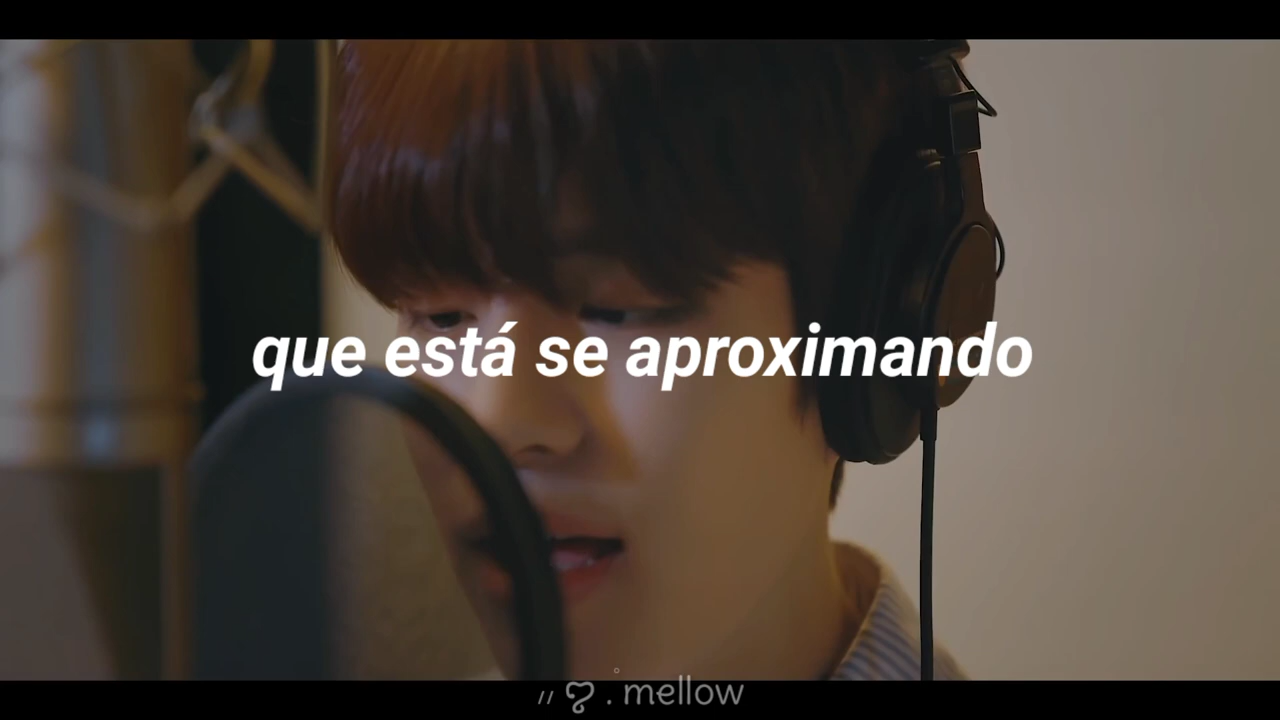 que está se aproximando
// ღ . mellow